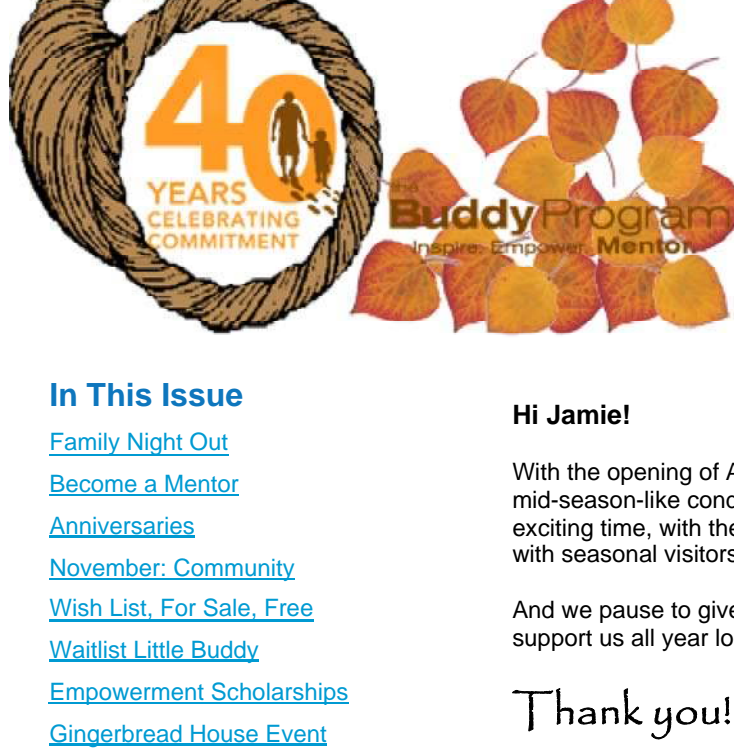 40
YEARS
CELEBRATING
COMMITMENT
the
Buddy Program
Inspire. Empower. Mentor.
In This Issue
Family Night Out
Become a Mentor
Anniversaries
November: Community
Wish List, For Sale, Free
Waitlist Little Buddy
Empowerment Scholarships
Gingerbread House Event
Hi Jamie!
With the opening of A
mid-season-like cond
exciting time, with the
with seasonal visitors
And we pause to give
support us all year lo
Thank you!